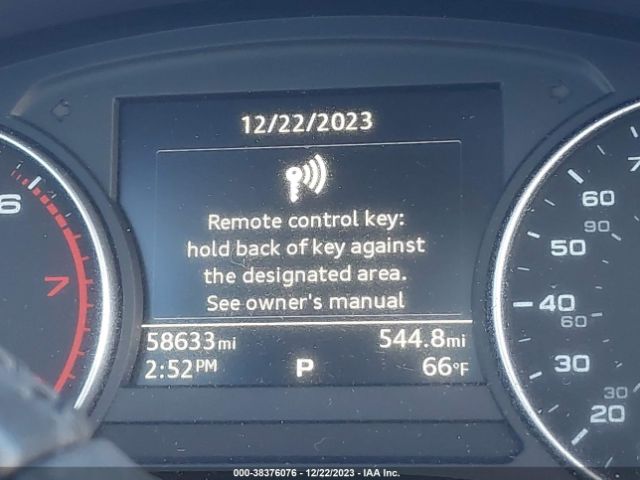 12/22/2023
Remote control key:
hold back of key against
the designated area.
See owner's manual
58633mi 544.8mi
2:52PM P 66°F
6
7
7
60
90
50
40
60
30
30
20
000-38376076 - 12/22/2023 - IAA Inc.